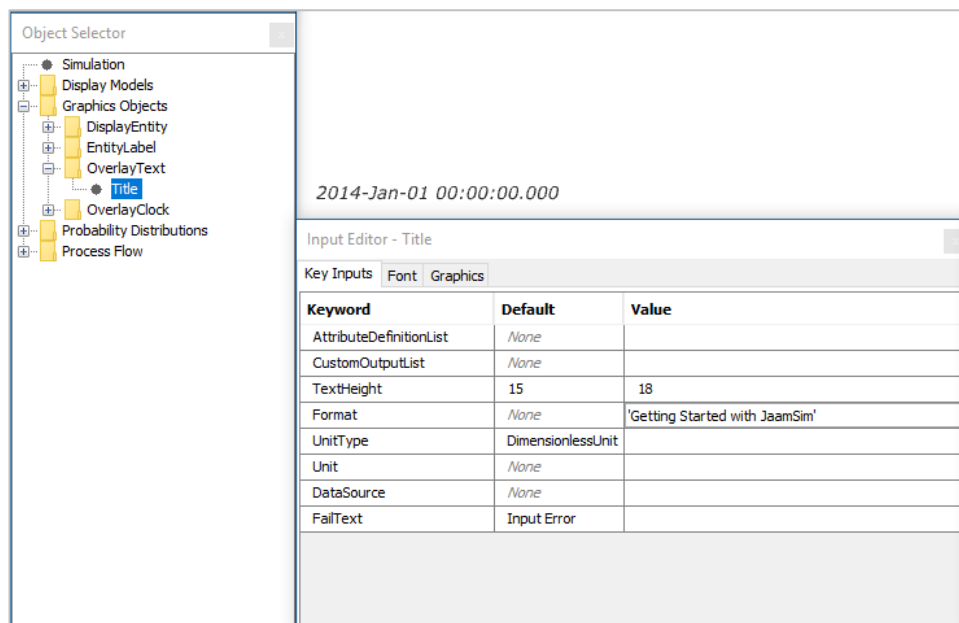 Object Selector
Simulation
Display Models
Graphics Objects
DisplayEntity
EntityLabel
OverlayText
Title
OverlayClock
Probability Distributions
Process Flow
2014-Jan-01 00:00:00.000
Input Editor - Title
Key Inputs Font Graphics
Keyword Default Value
AttributeDefinitionList None
CustomOutputList None
TextHeight 15 18
Format None 'Getting Started with JaamSim'
UnitType DimensionlessUnit
Unit None
DataSource None
FailText Input Error